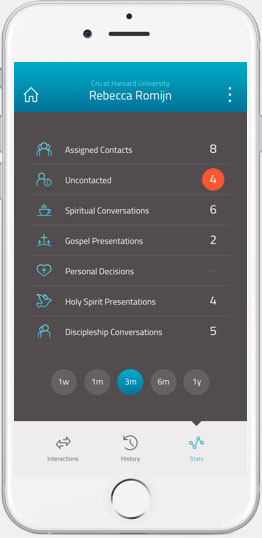 Cru at Harvard University
Rebecca Romijn
Assigned Contacts 8
Uncontacted 4
Spiritual Conversations 6
Gospel Presentations 2
Personal Decisions -
Holy Spirit Presentations 4
Discipleship Conversations 5
1w 1m 3m 6m 1y
Interactions History Stats